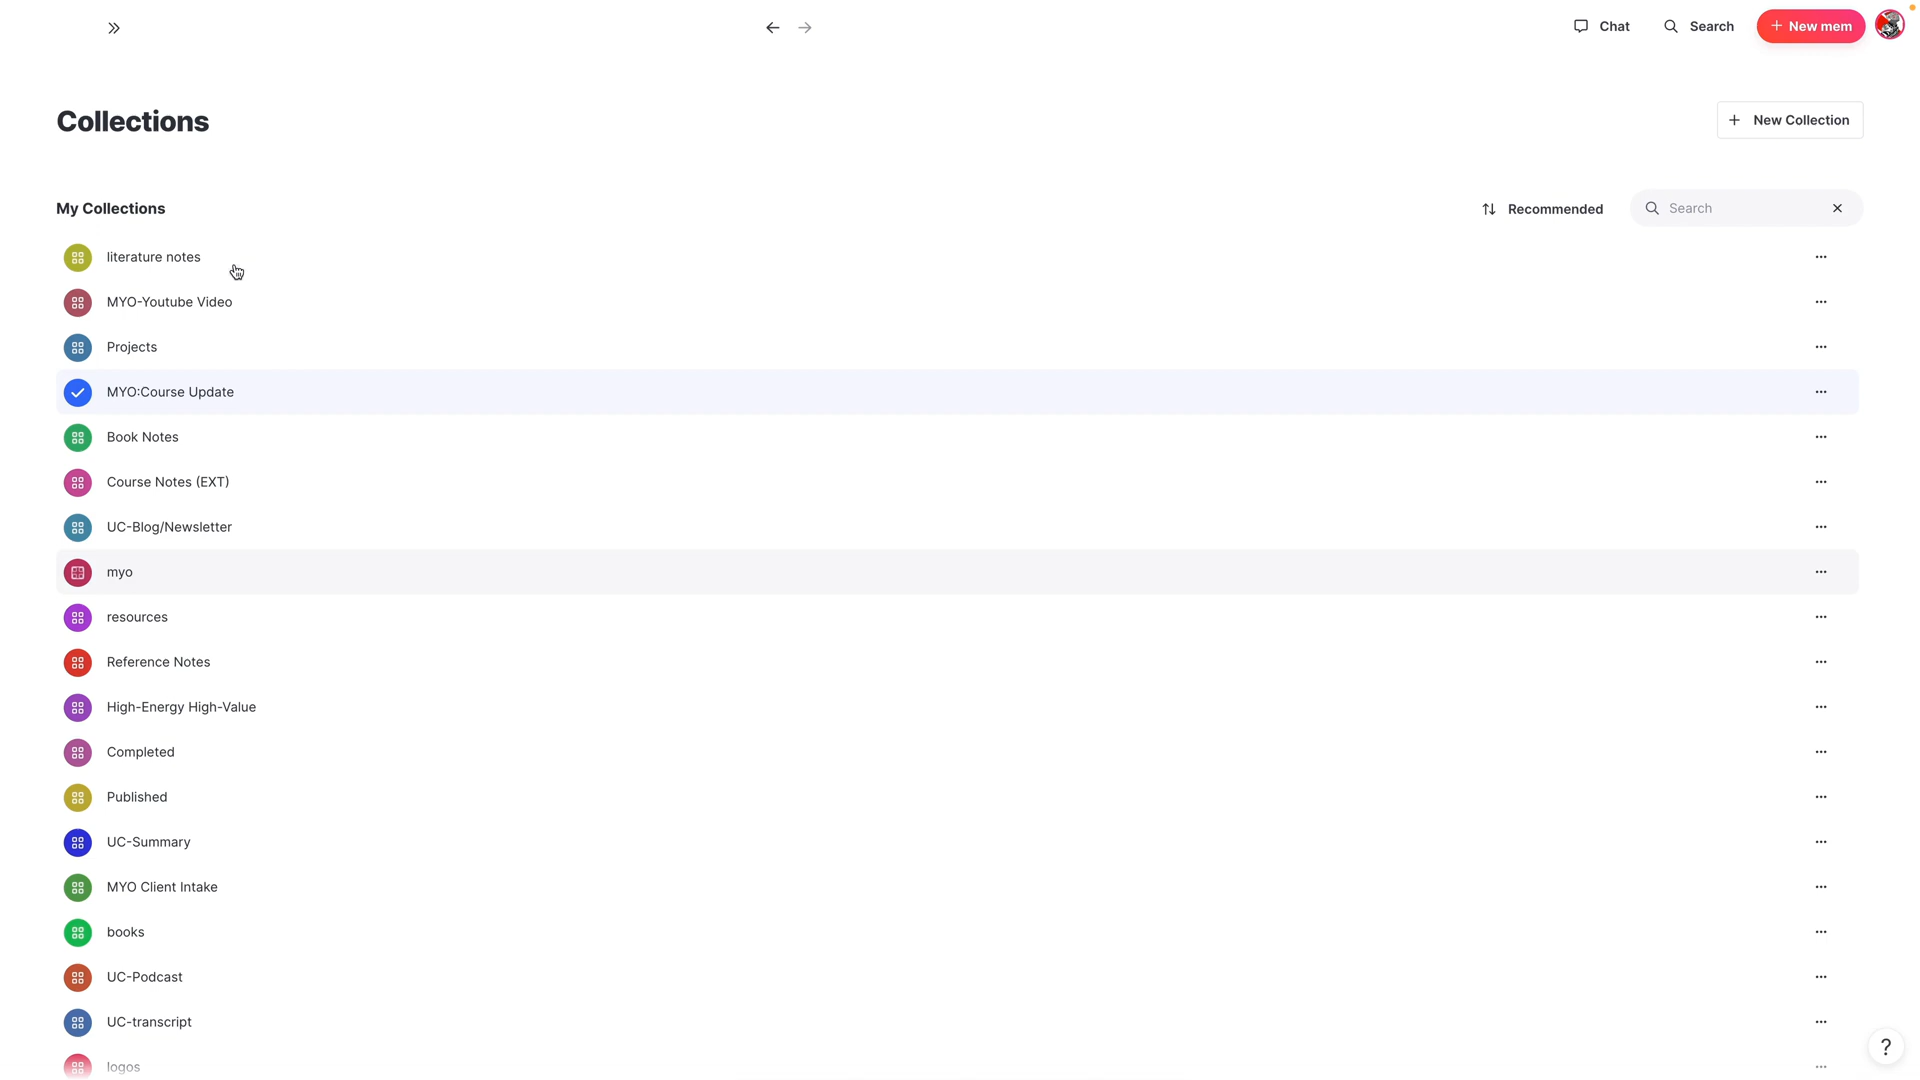 Chat
Search
+ New mem
Collections
+ New Collection
My Collections
Recommended
Search
literature notes
MYO-Youtube Video
Projects
MYO:Course Update
Book Notes
Course Notes (EXT)
UC-Blog/Newsletter
myo
resources
Reference Notes
High-Energy High-Value
Completed
Published
UC-Summary
MYO Client Intake
books
UC-Podcast
UC-transcript
logos
?